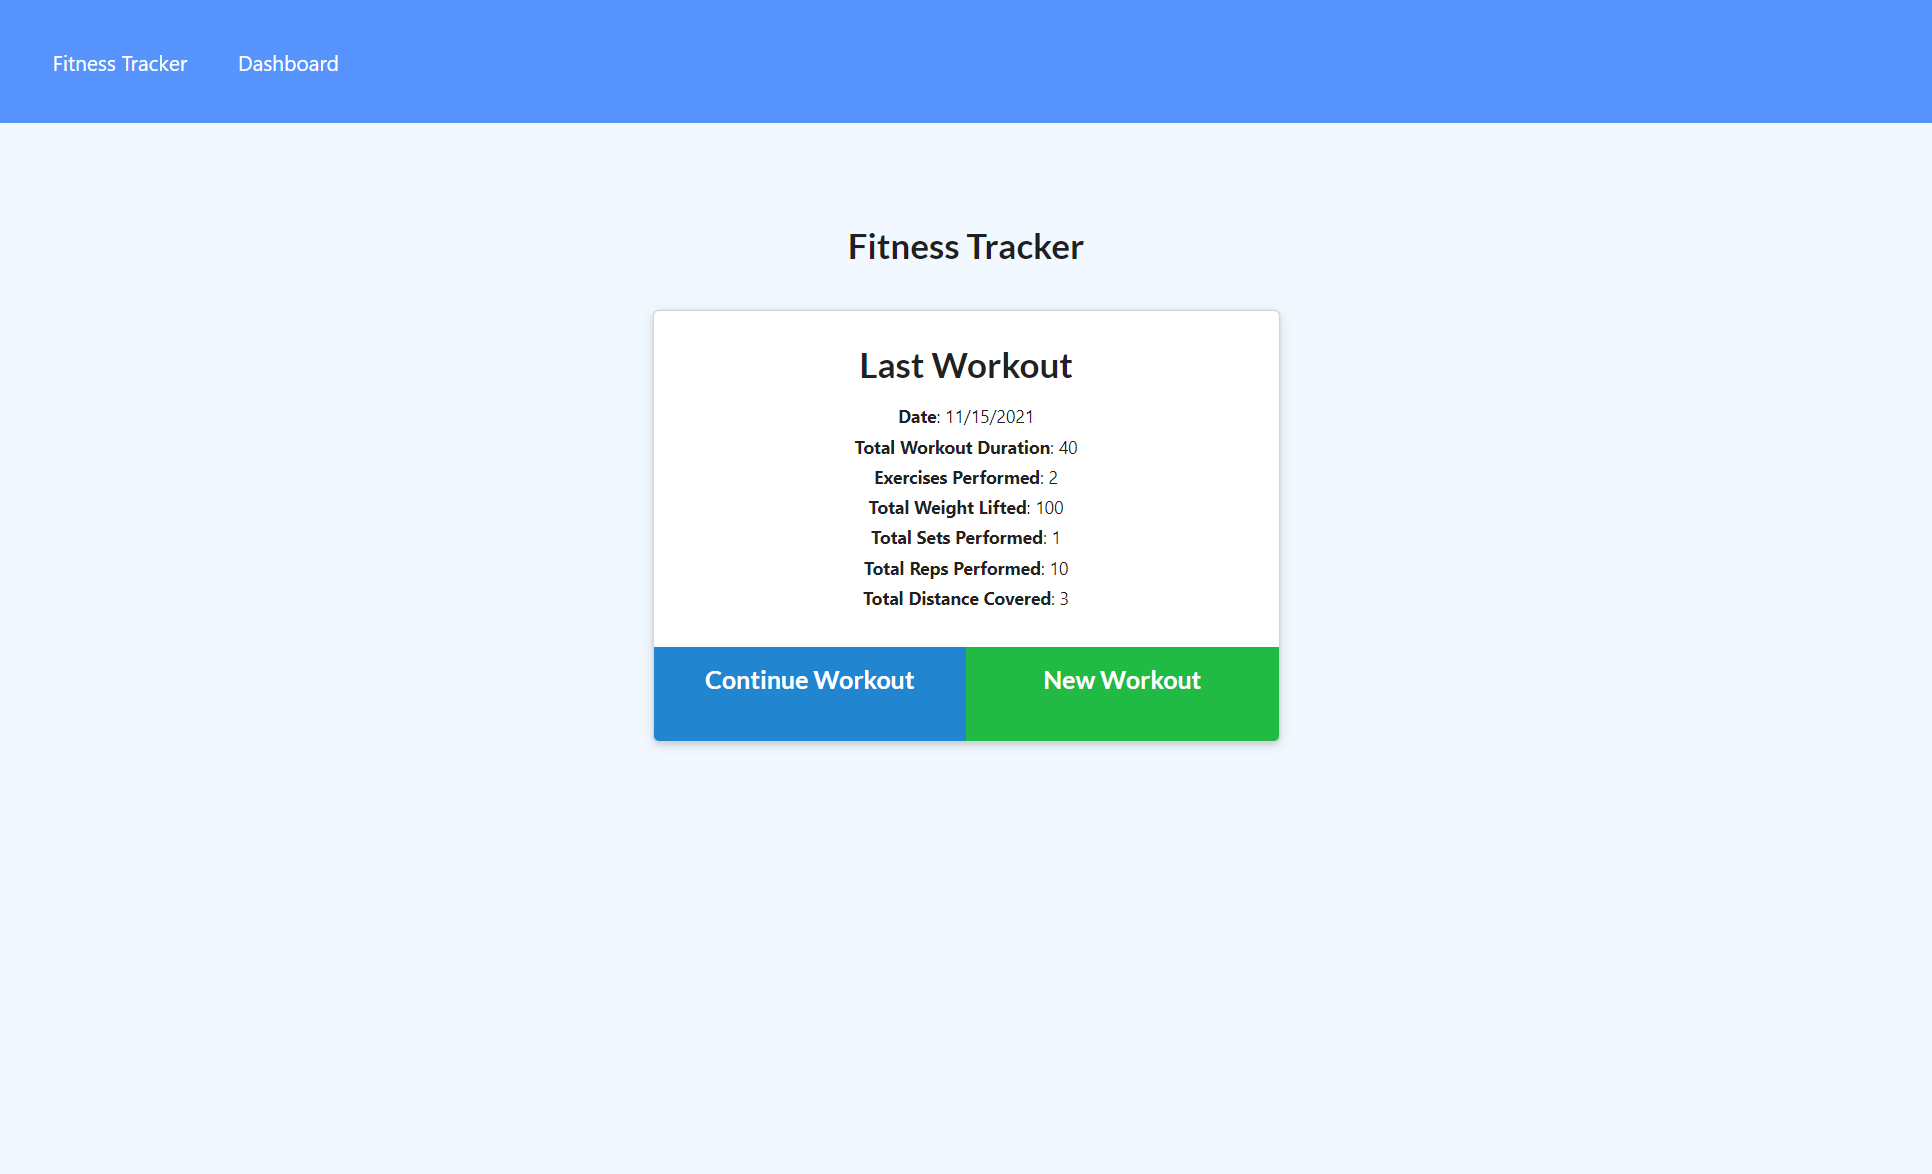 Fitness Tracker Dashboard
Fitness Tracker
Last Workout
Date: 11/15/2021
Total Workout Duration: 40
Exercises Performed: 2
Total Weight Lifted: 100
Total Sets Performed: 1
Total Reps Performed: 10
Total Distance Covered: 3
Continue Workout New Workout